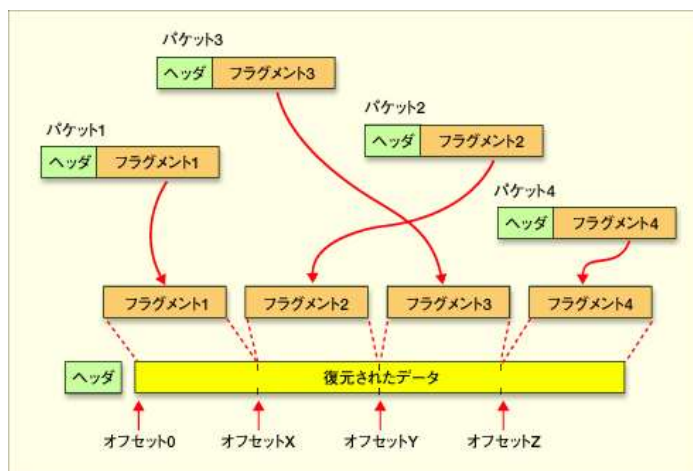 パケット3
ヘッダ フラグメント3
パケット1
ヘッダ フラグメント1
パケット2
ヘッダ フラグメント2
パケット4
ヘッダ フラグメント4
フラグメント1 フラグメント2 フラグメント3 フラグメント4
ヘッダ 復元されたデータ
オフセット0 オフセットX オフセットY オフセットZ